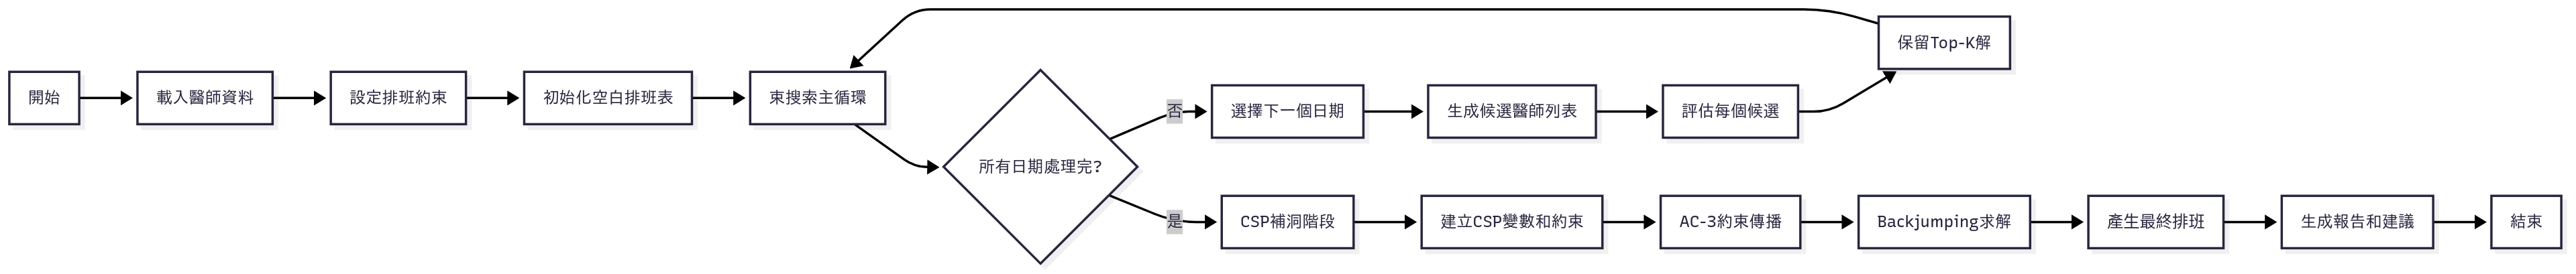 開始
載入醫師資料
設定排班約束
初始化空白排班表
束搜索主循環
所有日期處理完?
否
選擇下一個日期
生成候選醫師列表
評估每個候選
保留Top-K解
是
CSP補洞階段
建立CSP變數和約束
AC-3約束傳播
Backjumping求解
產生最終排班
生成報告和建議
結束